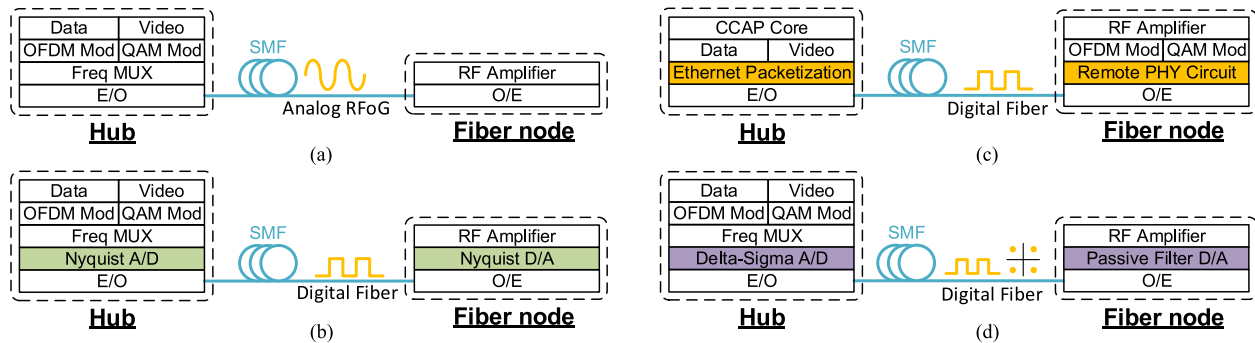 Data Video
OFDM Mod QAM Mod
Freq MUX
E/O
Hub
SMF
Analog RFoG
RF Amplifier
O/E
Fiber node
(a)
CCAP Core
Data Video
Ethernet Packetization
E/O
Hub
SMF
Digital Fiber
RF Amplifier
OFDM Mod QAM Mod
Remote PHY Circuit
O/E
Fiber node
(c)
Data Video
OFDM Mod QAM Mod
Freq MUX
Nyquist A/D
E/O
Hub
SMF
Digital Fiber
RF Amplifier
Nyquist D/A
O/E
Fiber node
(b)
Data Video
OFDM Mod QAM Mod
Freq MUX
Delta-Sigma A/D
E/O
Hub
SMF
Digital Fiber
RF Amplifier
Passive Filter D/A
O/E
Fiber node
(d)